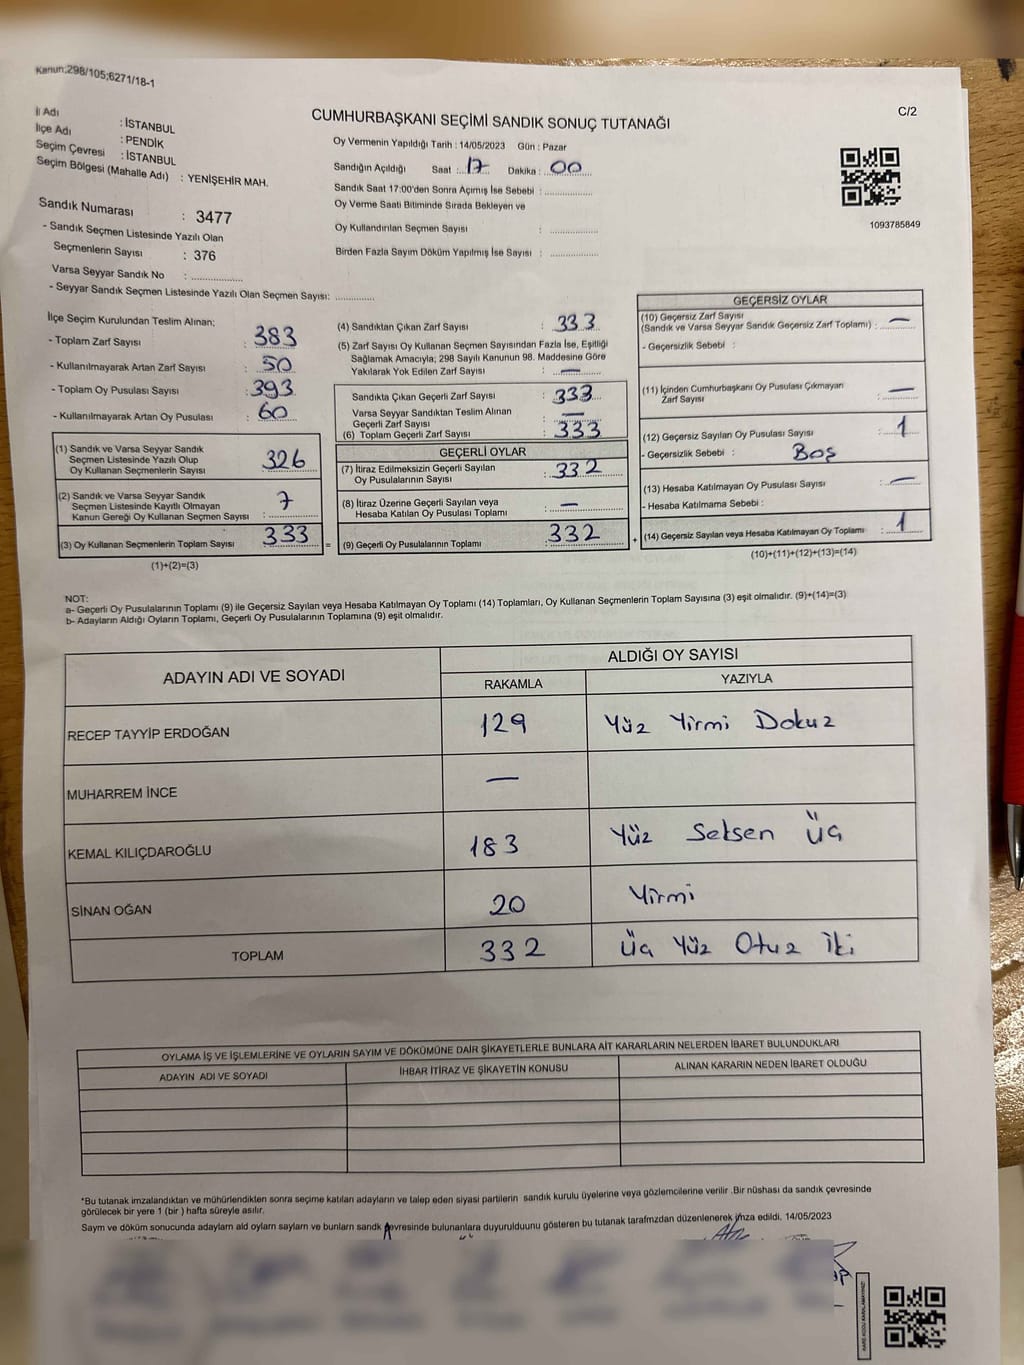 Kanun;298/105;6271/18-1
C/2
CUMHURBAŞKANI SEÇİMİ SANDIK SONUÇ TUTANAĞI
İl Adı : İSTANBUL
İlçe Adı : PENDİK
Seçim Çevresi : İSTANBUL
Seçim Bölgesi (Mahalle Adı) : YENİŞEHİR MAH.
Sandık Numarası : 3477
- Sandık Seçmen Listesinde Yazılı Olan
Seçmenlerin Sayısı : 376
Varsa Seyyar Sandık No : ..............
- Seyyar Sandık Seçmen Listesinde Yazılı Olan Seçmen Sayısı: ............
Oy Vermenin Yapıldığı Tarih : 14/05/2023 Gün : Pazar
Sandığın Açıldığı Saat : 17 Dakika : 00
Sandık Saat 17:00'den Sonra Açımış İse Sebebi : ..............
Oy Verme Saati Bitiminde Sırada Bekleyen ve
Oy Kullandırılan Seçmen Sayısı : ..............
Birden Fazla Sayım Döküm Yapılmış İse Sayısı : ..............
1093785849
İlçe Seçim Kurulundan Teslim Alınan;
- Toplam Zarf Sayısı : 383
- Kullanılmayarak Artan Zarf Sayısı : 50
- Toplam Oy Pusulası Sayısı : 393
- Kullanılmayarak Artan Oy Pusulası : 60
(1) Sandık ve Varsa Seyyar Sandık
Seçmen Listesinde Yazılı Olup
Oy Kullanan Seçmenlerin Sayısı 326
(2) Sandık ve Varsa Seyyar Sandık
Seçmen Listesinde Kayıtlı Olmayan
Kanun Gereği Oy Kullanan Seçmen Sayısı : 7
(3) Oy Kullanan Seçmenlerin Toplam Sayısı 333
(1)+(2)=(3)
(4) Sandıktan Çıkan Zarf Sayısı : 333
(5) Zarf Sayısı Oy Kullanan Seçmen Sayısından Fazla İse, Eşitliği
Sağlamak Amacıyla; 298 Sayılı Kanunun 98. Maddesine Göre
Yakılarak Yok Edilen Zarf Sayısı : —
Sandıkta Çıkan Geçerli Zarf Sayısı : 333
Varsa Seyyar Sandıktan Teslim Alınan
Geçerli Zarf Sayısı : —
(6) Toplam Geçerli Zarf Sayısı : 333
GEÇERLİ OYLAR
(7) İtiraz Edilmeksizin Geçerli Sayılan
Oy Pusulalarının Sayısı : 332
(8) İtiraz Üzerine Geçerli Sayılan veya
Hesaba Katılan Oy Pusulası Toplamı : —
(9) Geçerli Oy Pusulalarının Toplamı : 332
=
+
GEÇERSİZ OYLAR
(10) Geçersiz Zarf Sayısı
(Sandık ve Varsa Seyyar Sandık Geçersiz Zarf Toplamı) : —
- Geçersizlik Sebebi :
(11) İçinden Cumhurbaşkanı Oy Pusulası Çıkmayan
Zarf Sayısı : —
(12) Geçersiz Sayılan Oy Pusulası Sayısı : 1
- Geçersizlik Sebebi : Boş
(13) Hesaba Katılmayan Oy Pusulası Sayısı : —
- Hesaba Katılmama Sebebi :
(14) Geçersiz Sayılan veya Hesaba Katılmayan Oy Toplamı : 1
(10)+(11)+(12)+(13)=(14)
NOT:
a- Geçerli Oy Pusulalarının Toplamı (9) ile Geçersiz Sayılan veya Hesaba Katılmayan Oy Toplamı (14) Toplamları, Oy Kullanan Seçmenlerin Toplam Sayısına (3) eşit olmalıdır. (9)+(14)=(3)
b- Adayların Aldığı Oyların Toplamı, Geçerli Oy Pusulalarının Toplamına (9) eşit olmalıdır.
ADAYIN ADI VE SOYADI ALDIĞI OY SAYISI
RAKAMLA YAZIYLA
RECEP TAYYİP ERDOĞAN 129 Yüz Yirmi Dokuz
MUHARREM İNCE —
KEMAL KILIÇDAROĞLU 183 Yüz Seksen Üç
SİNAN OĞAN 20 Yirmi
TOPLAM 332 Üç Yüz Otuz İki
OYLAMA İŞ VE İŞLEMLERİNE VE OYLARIN SAYIM VE DÖKÜMÜNE DAİR ŞİKAYETLERLE BUNLARA AİT KARARLARIN NELERDEN İBARET BULUNDUKLARI
ADAYIN ADI VE SOYADI İHBAR İTİRAZ VE ŞİKAYETİN KONUSU ALINAN KARARIN NEDEN İBARET OLDUĞU
*Bu tutanak imzalandıktan ve mühürlendikten sonra seçime katılan adayların ve talep eden siyasi partilerin sandık kurulu üyelerine veya gözlemcilerine verilir .Bir nüshası da sandık çevresinde
görülecek bir yere 1 (bir ) hafta süreyle asılır.
Saym ve döküm sonucunda adaylarn ald oylarn saylarn ve bunlarn sandk çevresinde bulunanlara duyurulduunu gösteren bu tutanak tarafmzdan düzenlenerek imza edildi. 14/05/2023